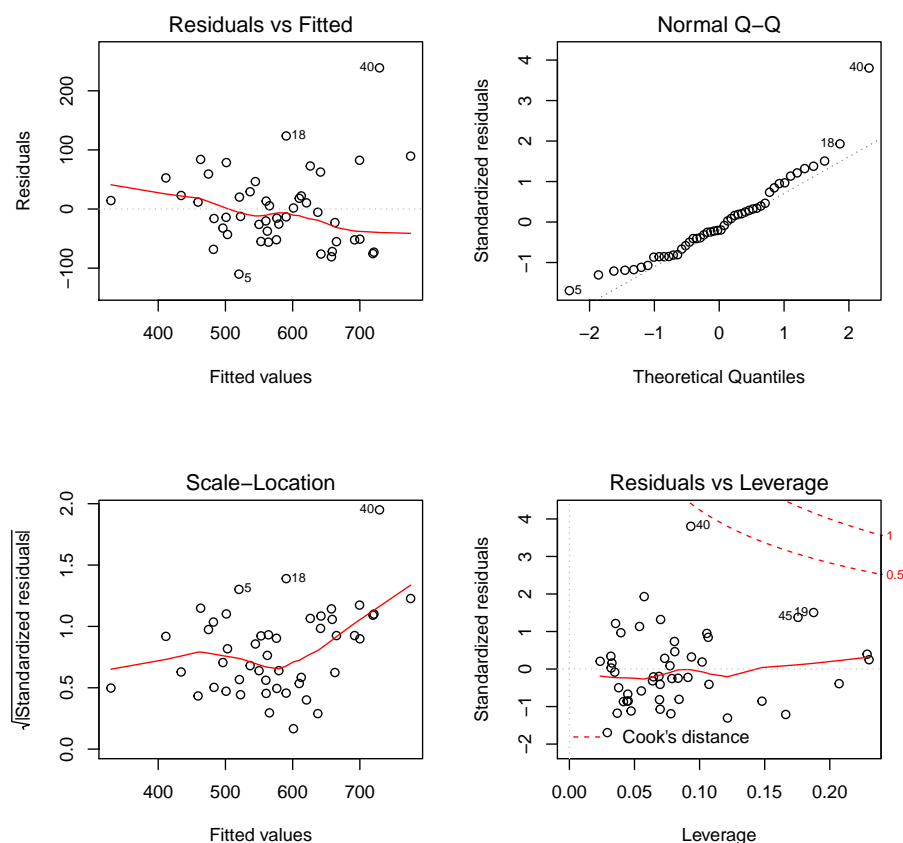 Residuals vs Fitted
Residuals
−100 0 100 200
400 500 600 700
Fitted values
40
18
5
Normal Q−Q
Standardized residuals
−1 0 1 2 3 4
−2 −1 0 1 2
Theoretical Quantiles
40
18
5
Scale−Location
√|Standardized residuals|
0.0 0.5 1.0 1.5 2.0
400 500 600 700
Fitted values
40
5
18
Residuals vs Leverage
Standardized residuals
−2 −1 0 1 2 3 4
0.00 0.05 0.10 0.15 0.20
Leverage
40
45
19
1
0.5
Cook's distance